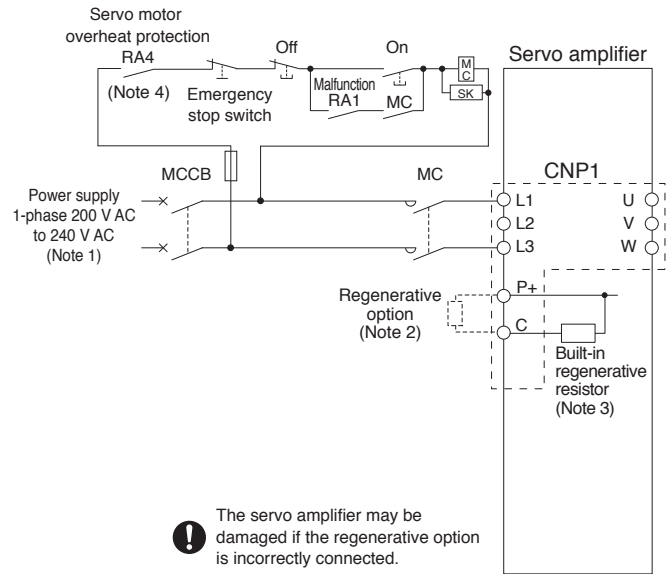 Servo motor
overheat protection
RA4
(Note 4)
Emergency
stop switch
Off
Malfunction
RA1
MC
On
M
C
SK
Servo amplifier
MCCB
MC
CNP1
Power supply
1-phase 200 V AC
to 240 V AC
(Note 1)
L1
L2
L3
U
V
W
Regenerative
option
(Note 2)
P+
C
Built-in
regenerative
resistor
(Note 3)
The servo amplifier may be
damaged if the regenerative option
is incorrectly connected.